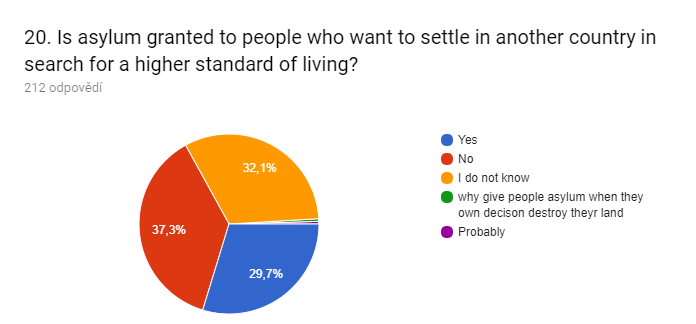 20. Is asylum granted to people who want to settle in another country in
search for a higher standard of living?
212 odpovědí
Yes
No
I do not know
why give people asylum when they
own decison destroy theyr land
Probably
32,1%
37,3%
29,7%